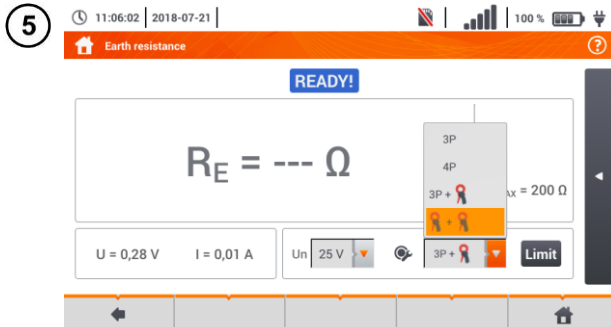 5
11:06:02 2018-07-21 100 %
Earth resistance ?
READY!
3P
4P
R_E = --- Ω
3P +
AX = 200 Ω
+
U = 0,28 V I = 0,01 A Un 25 V 3P + Limit